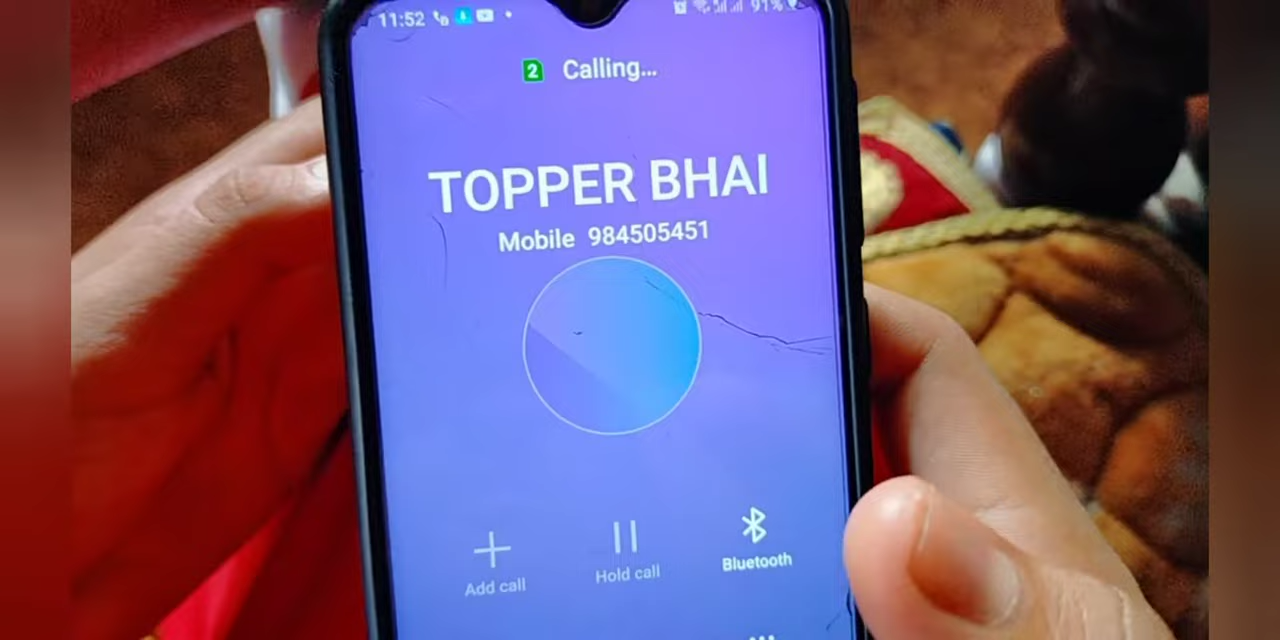 11:52 91%
2 Calling...
TOPPER BHAI
Mobile 984505451
Add call Hold call Bluetooth